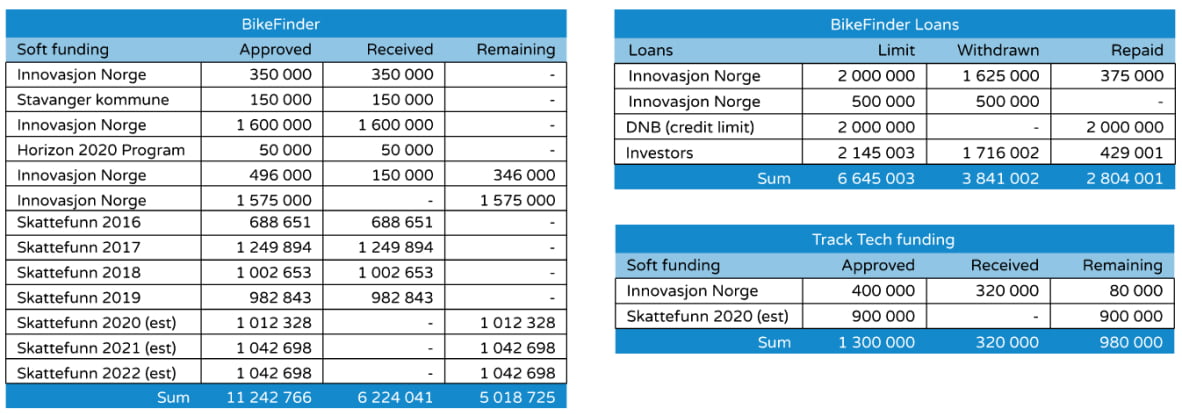 BikeFinder
Soft funding Approved Received Remaining
Innovasjon Norge 350 000 350 000 -
Stavanger kommune 150 000 150 000 -
Innovasjon Norge 1 600 000 1 600 000 -
Horizon 2020 Program 50 000 50 000 -
Innovasjon Norge 496 000 150 000 346 000
Innovasjon Norge 1 575 000 - 1 575 000
Skattefunn 2016 688 651 688 651 -
Skattefunn 2017 1 249 894 1 249 894 -
Skattefunn 2018 1 002 653 1 002 653 -
Skattefunn 2019 982 843 982 843 -
Skattefunn 2020 (est) 1 012 328 - 1 012 328
Skattefunn 2021 (est) 1 042 698 - 1 042 698
Skattefunn 2022 (est) 1 042 698 - 1 042 698
Sum 11 242 766 6 224 041 5 018 725
BikeFinder Loans
Loans Limit Withdrawn Repaid
Innovasjon Norge 2 000 000 1 625 000 375 000
Innovasjon Norge 500 000 500 000 -
DNB (credit limit) 2 000 000 - 2 000 000
Investors 2 145 003 1 716 002 429 001
Sum 6 645 003 3 841 002 2 804 001
Track Tech funding
Soft funding Approved Received Remaining
Innovasjon Norge 400 000 320 000 80 000
Skattefunn 2020 (est) 900 000 - 900 000
Sum 1 300 000 320 000 980 000